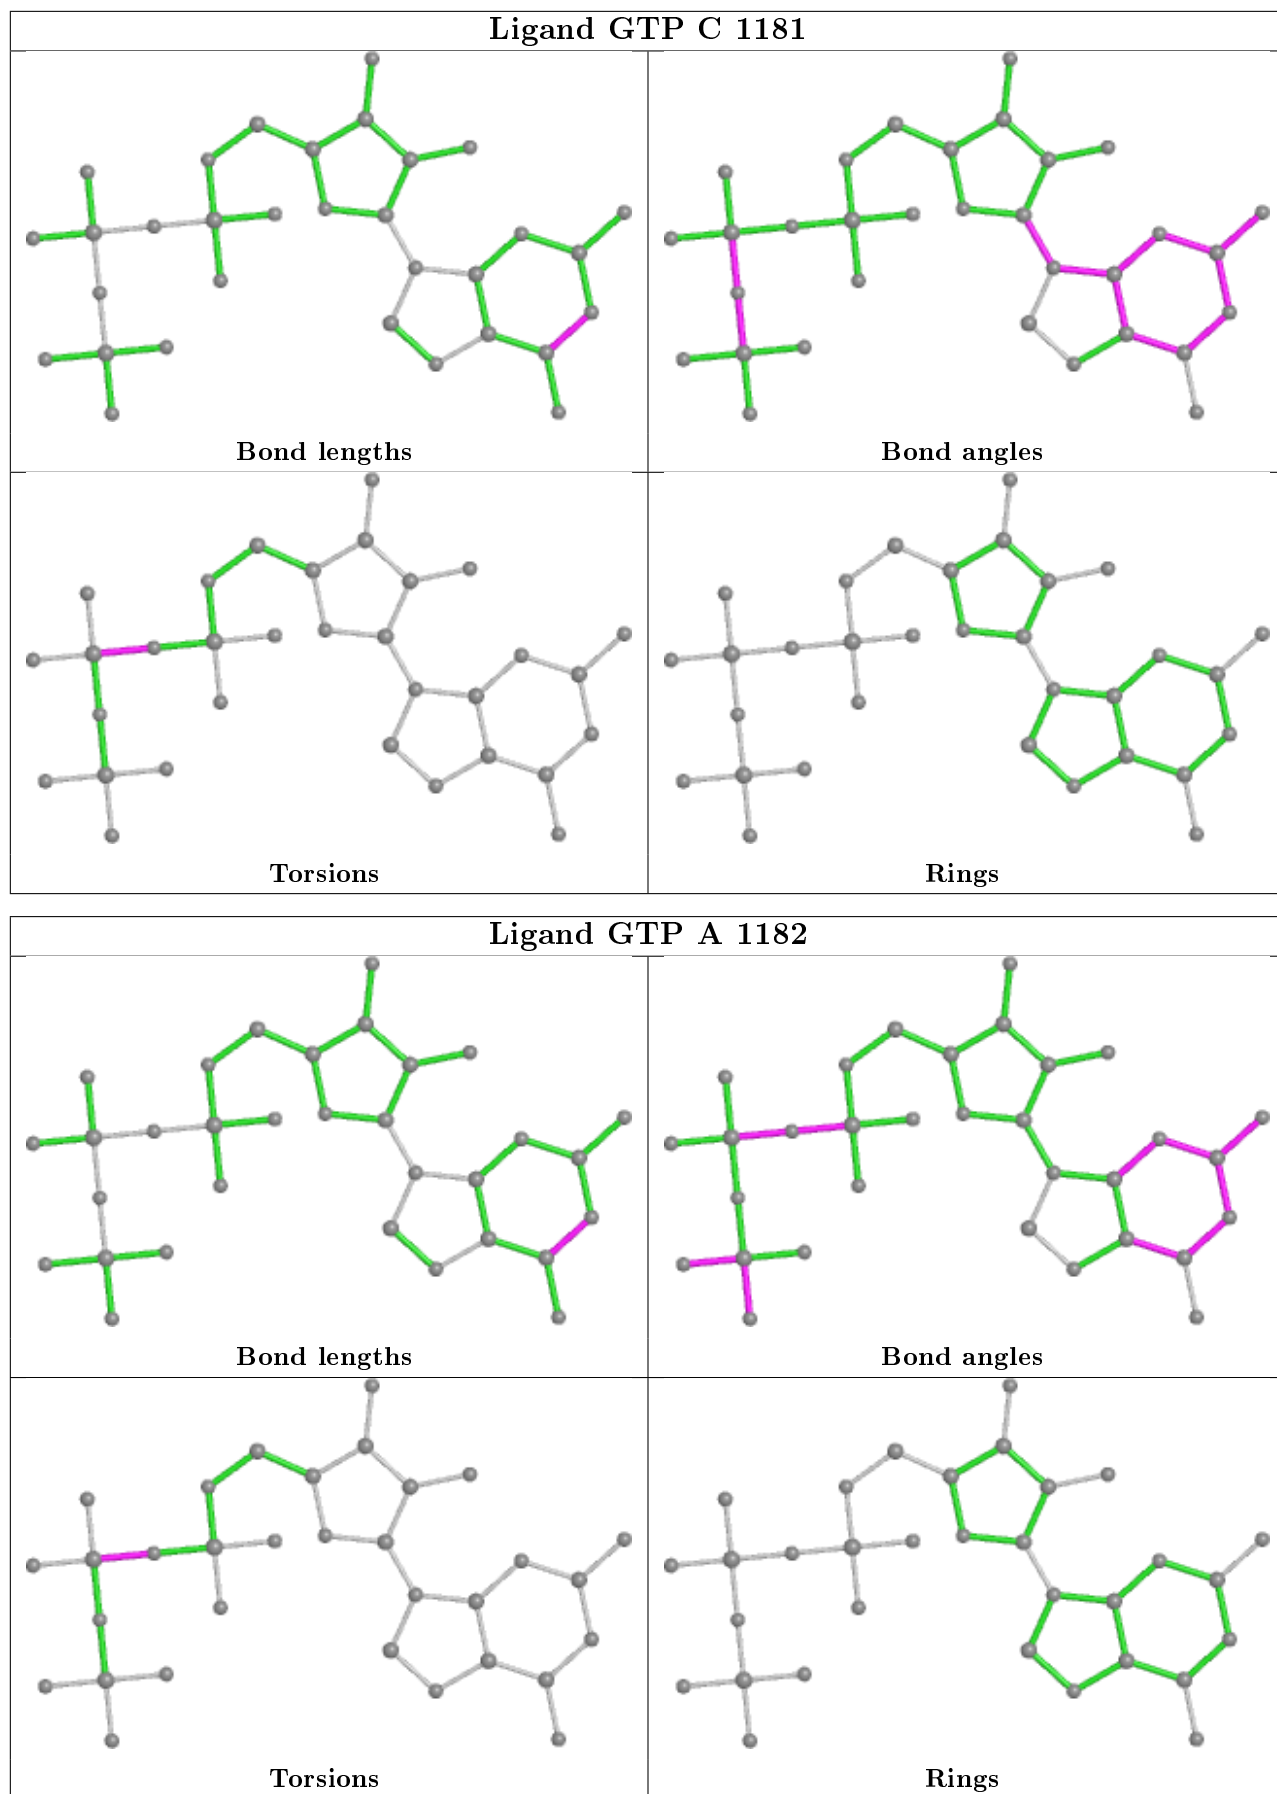 Ligand GTP C 1181
Bond lengths
Bond angles
Torsions
Rings
Ligand GTP A 1182
Bond lengths
Bond angles
Torsions
Rings